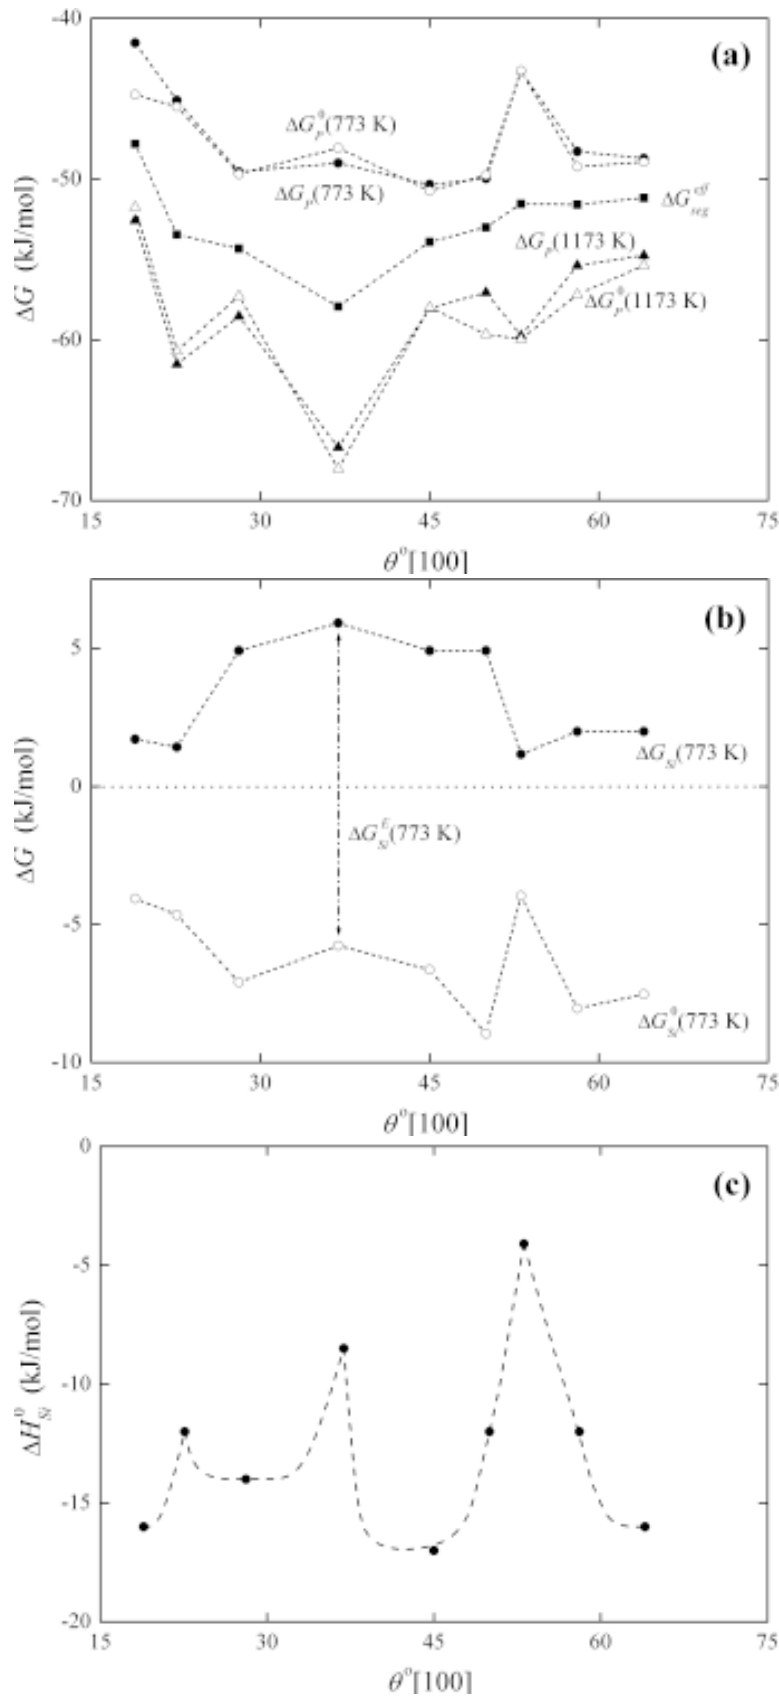 -40
(a)
ΔG_P^0(773 K)
-50
ΔG_P(773 K)
ΔG_seg^eff
ΔG_P(1173 K)
ΔG_P^0(1173 K)
-60
-70
ΔG (kJ/mol)
15 30 45 60 75
θ°[100]
(b)
5
ΔG_Si(773 K)
0
ΔG_Si^E(773 K)
-5
ΔG_Si^0(773 K)
-10
ΔG (kJ/mol)
15 30 45 60 75
θ°[100]
0
(c)
-5
-10
-15
-20
ΔH_Si^0 (kJ/mol)
15 30 45 60 75
θ°[100]